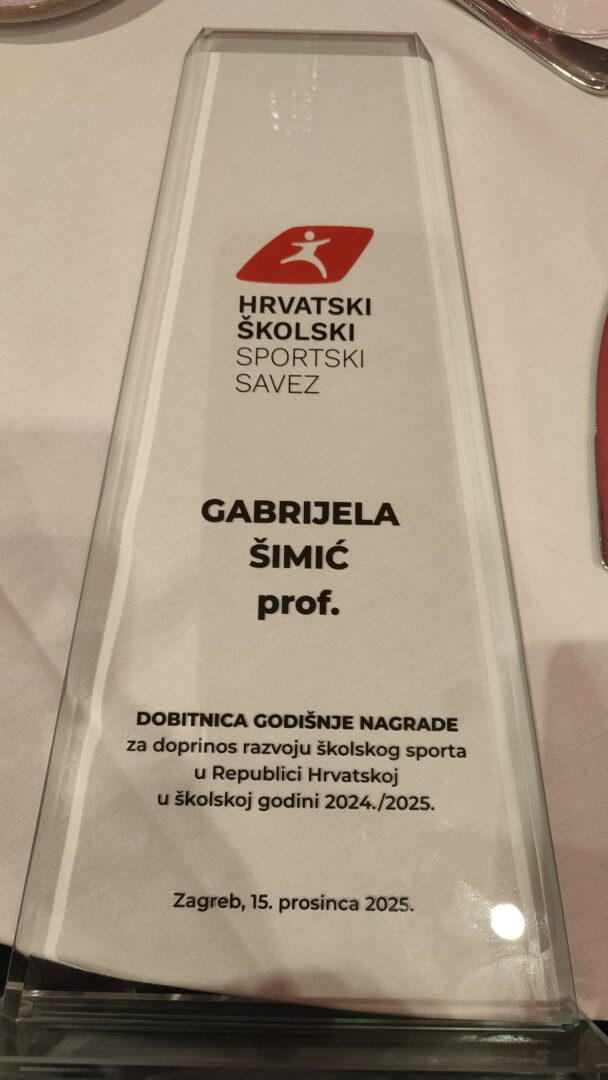 HRVATSKI
ŠKOLSKI
SPORTSKI
SAVEZ
GABRIJELA
ŠIMIĆ
prof.
DOBITNICA GODIŠNJE NAGRADE
za doprinos razvoju školskog sporta
u Republici Hrvatskoj
u školskoj godini 2024./2025.
Zagreb, 15. prosinca 2025.